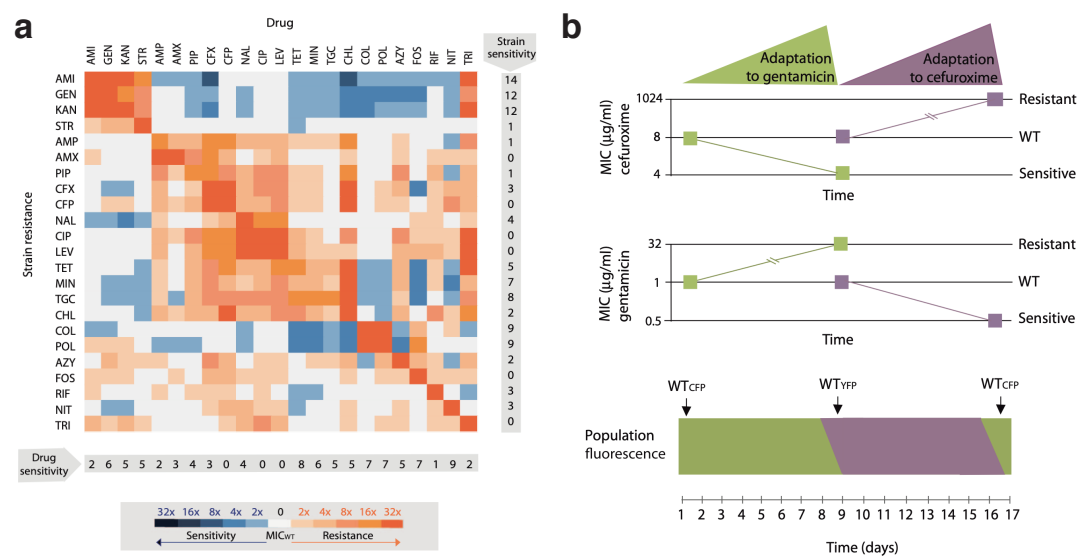 a
Drug
AMI GEN KAN STR AMP AMX PIP CFX CFP NAL CIP LEV TET MIN TGC CHL COL POL AZY FOS RIF NIT TRI
Strain
sensitivity
Strain resistance
AMI 14
GEN 12
KAN 12
STR 1
AMP 1
AMX 0
PIP 1
CFX 3
CFP 0
NAL 4
CIP 0
LEV 0
TET 5
MIN 7
TGC 8
CHL 2
COL 9
POL 9
AZY 2
FOS 0
RIF 3
NIT 3
TRI 0
Drug
sensitivity
2 6 5 5 2 3 4 3 0 4 0 0 8 6 5 5 7 7 5 7 1 9 2
32x 16x 8x 4x 2x 0 2x 4x 8x 16x 32x
Sensitivity MICWT Resistance
b
Adaptation
to gentamicin
Adaptation
to cefuroxime
MIC (µg/ml)
cefuroxime
1024 Resistant
8 WT
4 Sensitive
Time
MIC (µg/ml)
gentamicin
32 Resistant
1 WT
0.5 Sensitive
Time
WTCFP WTYFP WTCFP
Population
fluorescence
1 2 3 4 5 6 7 8 9 10 11 12 13 14 15 16 17
Time (days)